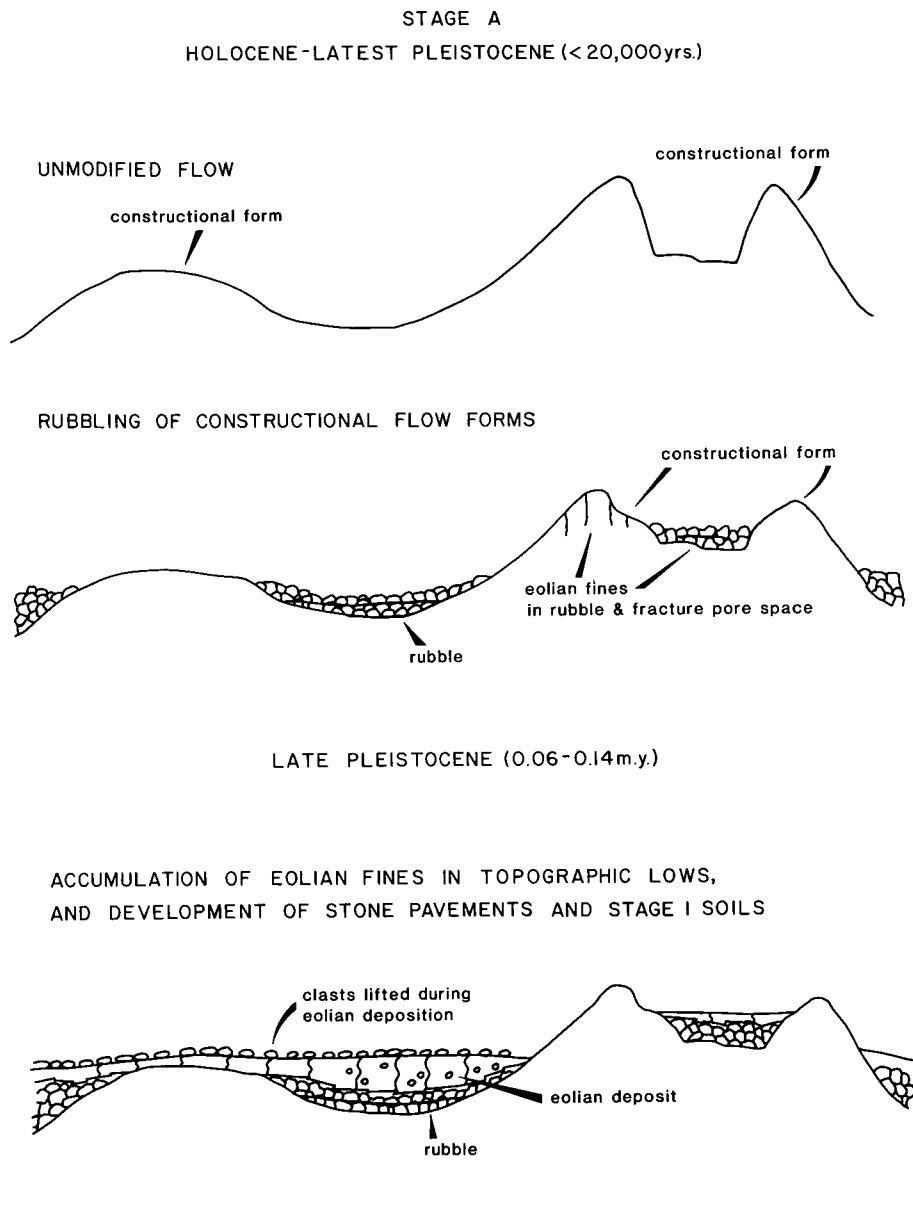 STAGE A
HOLOCENE-LATEST PLEISTOCENE (<20,000yrs.)
UNMODIFIED FLOW
constructional form
constructional form
RUBBLING OF CONSTRUCTIONAL FLOW FORMS
constructional form
eolian fines
in rubble & fracture pore space
rubble
LATE PLEISTOCENE (0.06-0.14m.y.)
ACCUMULATION OF EOLIAN FINES IN TOPOGRAPHIC LOWS,
AND DEVELOPMENT OF STONE PAVEMENTS AND STAGE I SOILS
clasts lifted during
eolian deposition
eolian deposit
rubble